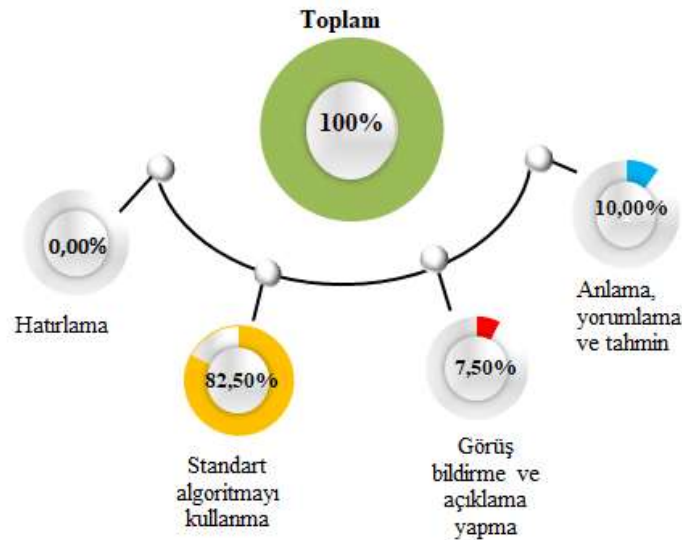 Toplam
100%
0,00%
Hatırlama
82,50%
Standart
algoritmayı
kullanma
7,50%
Görüş
bildirme ve
açıklama
yapma
10,00%
Anlama,
yorumlama
ve tahmin